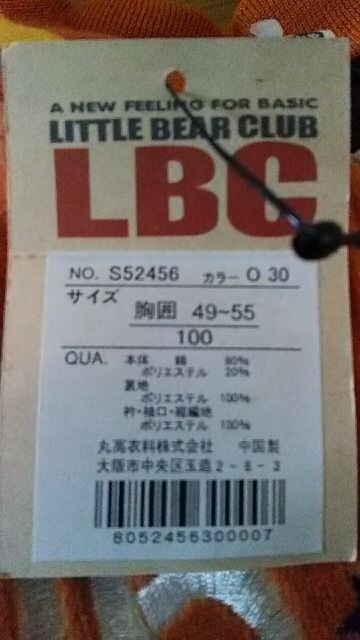 A NEW FEELING FOR BASIC
LITTLE BEAR CLUB
LBC
NO. S52456 カラー O 30
サイズ 胸囲 49~55
100
QUA. 本体 綿 80%
ポリエステル 20%
裏地
ポリエステル 100%
衿・袖口・裾編地
ポリエステル 100%
丸高衣料株式会社 中国製
大阪市中央区玉造2-6-3
8052456300007